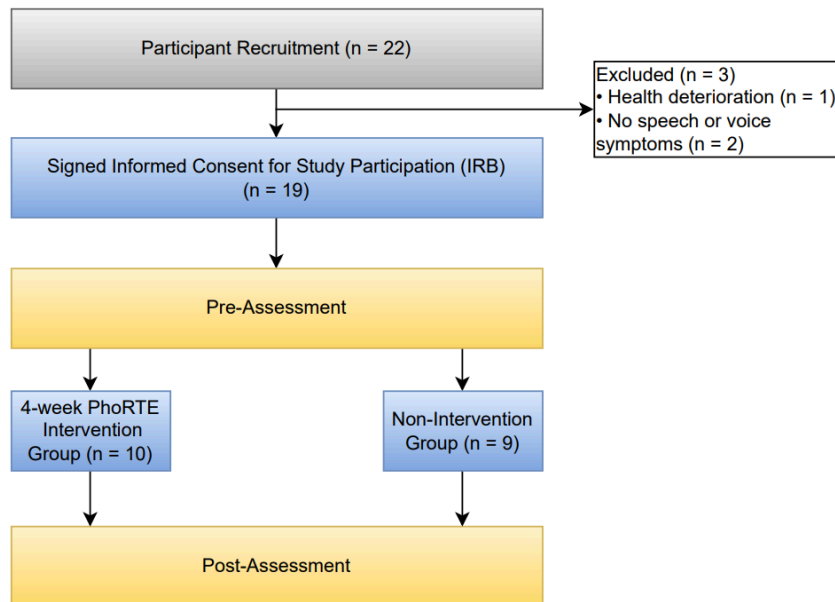 Participant Recruitment (n = 22)
Excluded (n = 3)
• Health deterioration (n = 1)
• No speech or voice
symptoms (n = 2)
Signed Informed Consent for Study Participation (IRB)
(n = 19)
Pre-Assessment
4-week PhoRTE
Intervention
Group (n = 10)
Non-Intervention
Group (n = 9)
Post-Assessment